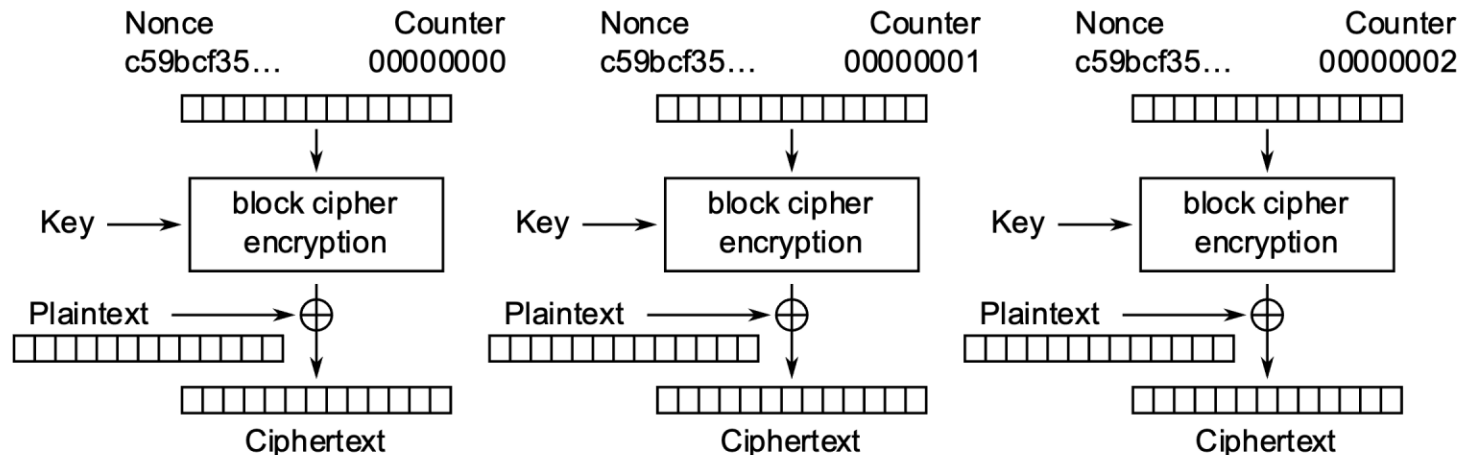 Nonce Counter Nonce Counter Nonce Counter
c59bcf35... 00000000 c59bcf35... 00000001 c59bcf35... 00000002
block cipher block cipher block cipher
Key encryption Key encryption Key encryption
Plaintext Plaintext Plaintext
Ciphertext Ciphertext Ciphertext